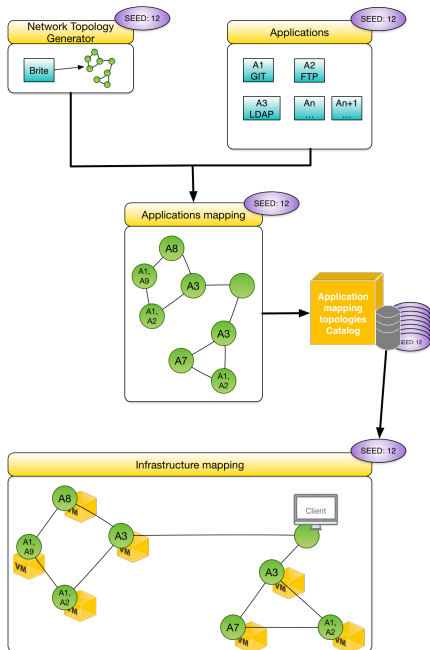 Network Topology
Generator
SEED: 12
Brite
Applications
SEED: 12
A1
GIT
A2
FTP
A3
LDAP
An
...
An+1
...
Applications mapping
SEED: 12
A8
A1,
A9
A3
A1,
A2
A3
A7
A1,
A2
Application
mapping
topologies
Catalog
SEED: 12
Infrastructure mapping
SEED: 12
A8
VM
A1,
A9
VM
A3
VM
A1,
A2
VM
Client
A3
VM
A7
VM
A1,
A2
VM